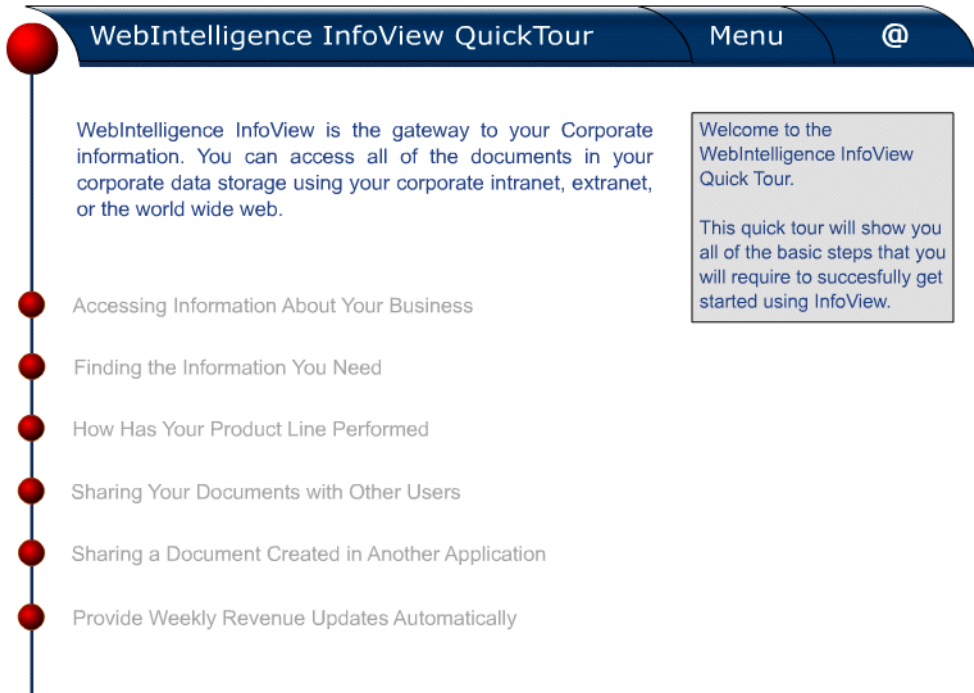 WebIntelligence InfoView QuickTour Menu @
WebIntelligence InfoView is the gateway to your Corporate
information. You can access all of the documents in your
corporate data storage using your corporate intranet, extranet,
or the world wide web.
Welcome to the
WebIntelligence InfoView
Quick Tour.
This quick tour will show you
all of the basic steps that you
will require to succesfully get
started using InfoView.
Accessing Information About Your Business
Finding the Information You Need
How Has Your Product Line Performed
Sharing Your Documents with Other Users
Sharing a Document Created in Another Application
Provide Weekly Revenue Updates Automatically